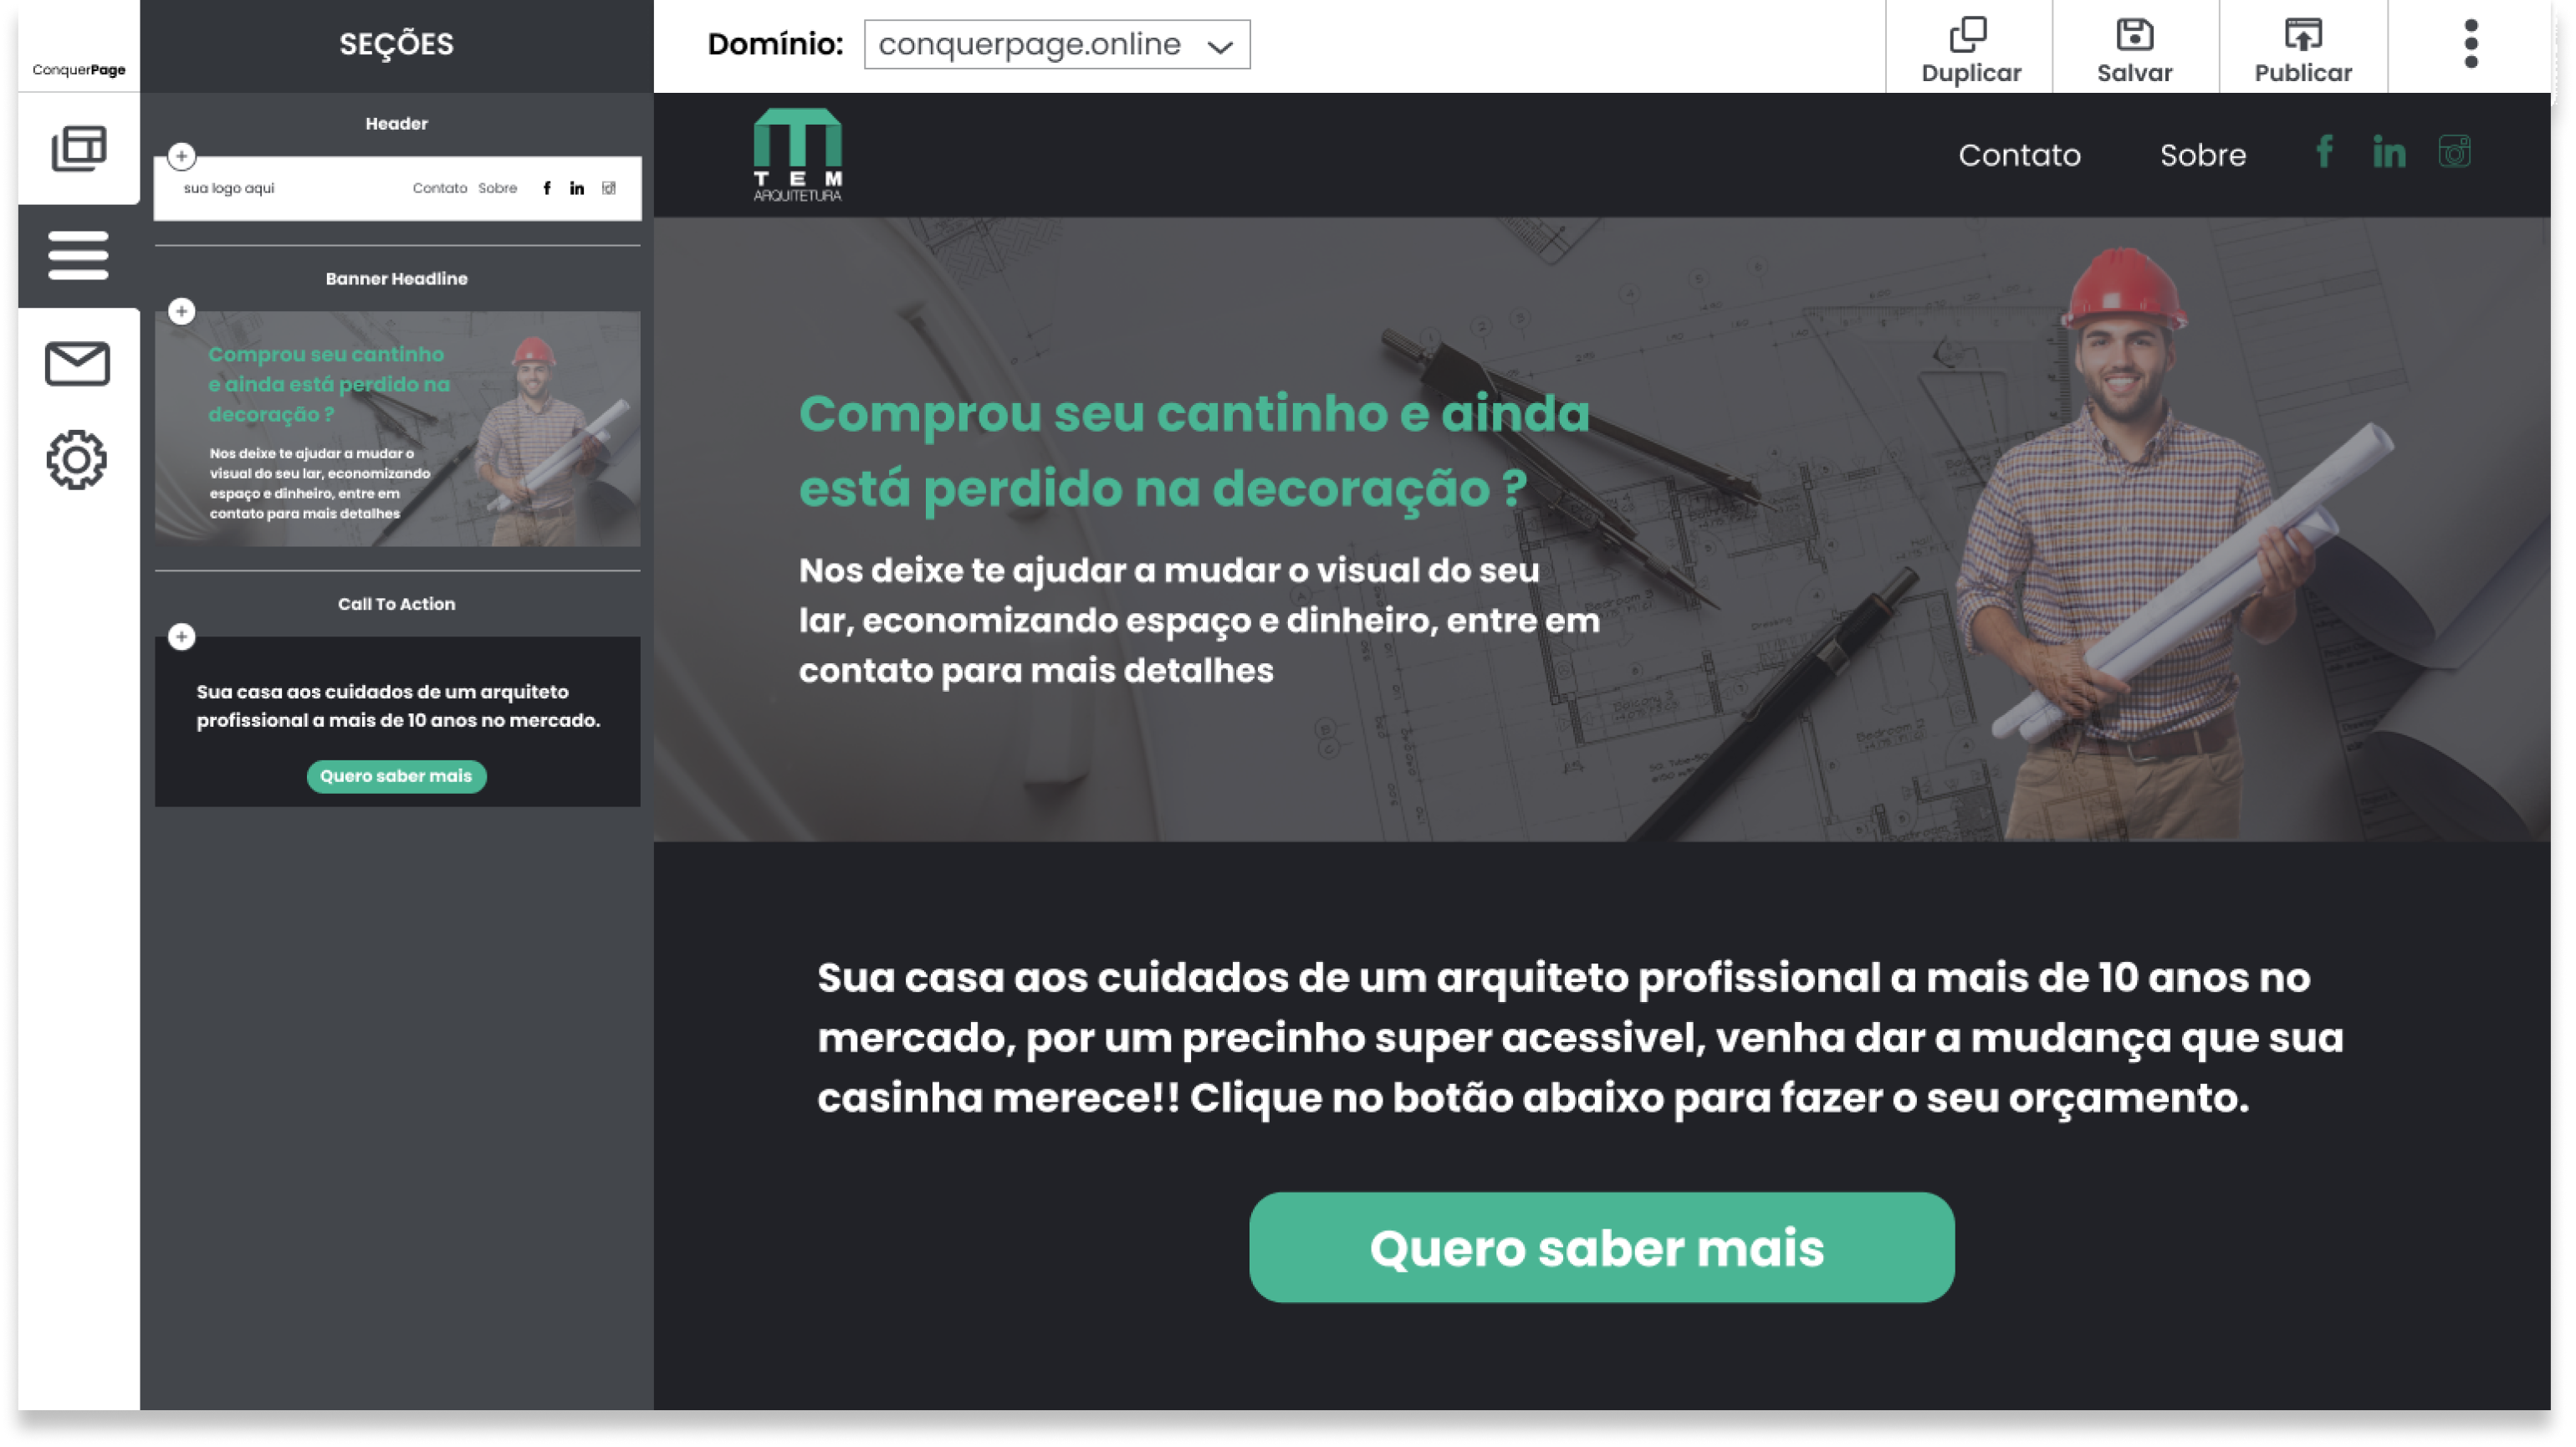 ConquerPage
SEÇÕES
Domínio: conquerpage.online
Duplicar
Salvar
Publicar
Header
sua logo aqui Contato Sobre f in
Banner Headline
Comprou seu cantinho
e ainda está perdido na
decoração ?
Nos deixe te ajudar a mudar o
visual do seu lar, economizando
espaço e dinheiro, entre em
contato para mais detalhes
Call To Action
Sua casa aos cuidados de um arquiteto
profissional a mais de 10 anos no mercado.
Quero saber mais
TEM
ARQUITETURA
Contato Sobre f in
Comprou seu cantinho e ainda
está perdido na decoração ?
Nos deixe te ajudar a mudar o visual do seu
lar, economizando espaço e dinheiro, entre em
contato para mais detalhes
Sua casa aos cuidados de um arquiteto profissional a mais de 10 anos no
mercado, por um precinho super acessivel, venha dar a mudança que sua
casinha merece!! Clique no botão abaixo para fazer o seu orçamento.
Quero saber mais